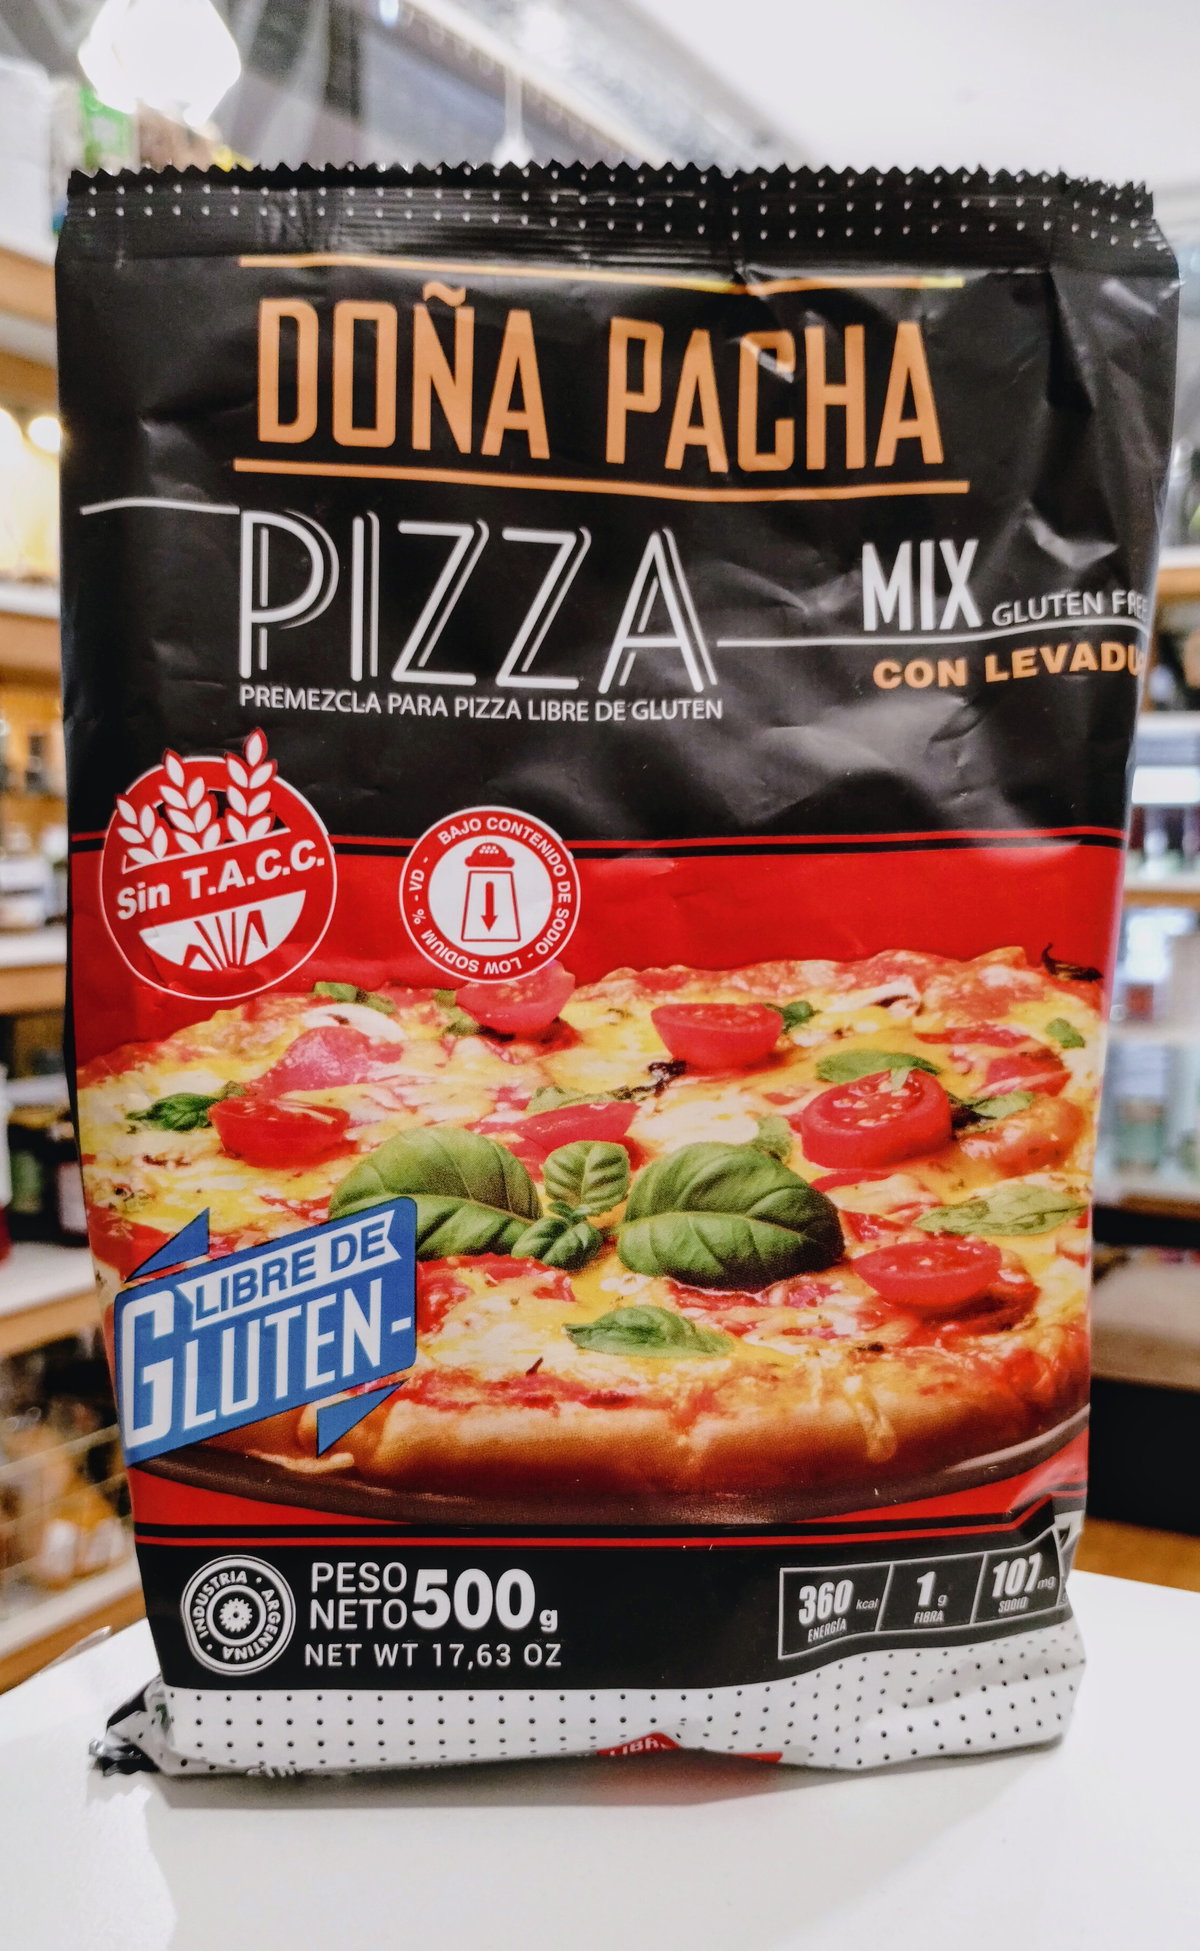 DOÑA PACHA
PIZZA
MIX GLUTEN FREE
CON LEVADU
PREMEZCLA PARA PIZZA LIBRE DE GLUTEN
Sin T.A.C.C.
BAJO CONTENIDO DE SODIO - LOW SODIUM % - VD -
LIBRE DE
GLUTEN
INDUSTRIA · ARGENTINA ·
PESO NETO 500g
NET WT 17,63 OZ
360 kcal
ENERGÍA
1 g
FIBRA
107 mg
SODIO